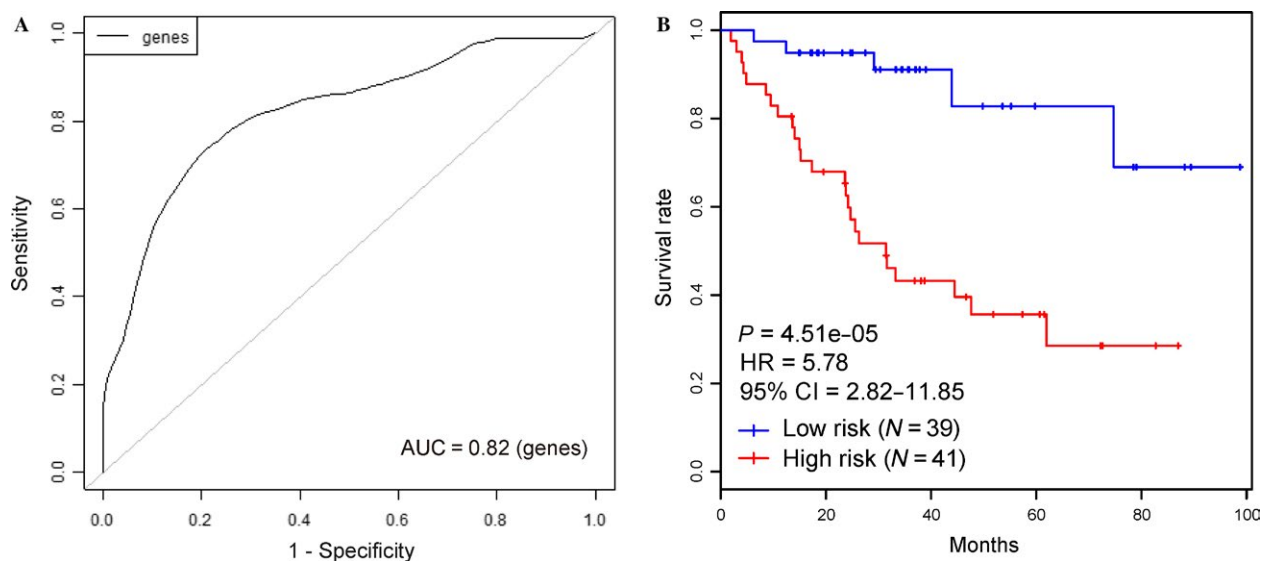 A
genes
1.0
0.8
0.6
0.4
0.2
0.0
Sensitivity
AUC = 0.82 (genes)
0.0 0.2 0.4 0.6 0.8 1.0
1 - Specificity
B
1.0
0.8
0.6
0.4
0.2
0.0
Survival rate
P = 4.51e–05
HR = 5.78
95% CI = 2.82–11.85
Low risk (N = 39)
High risk (N = 41)
0 20 40 60 80 100
Months